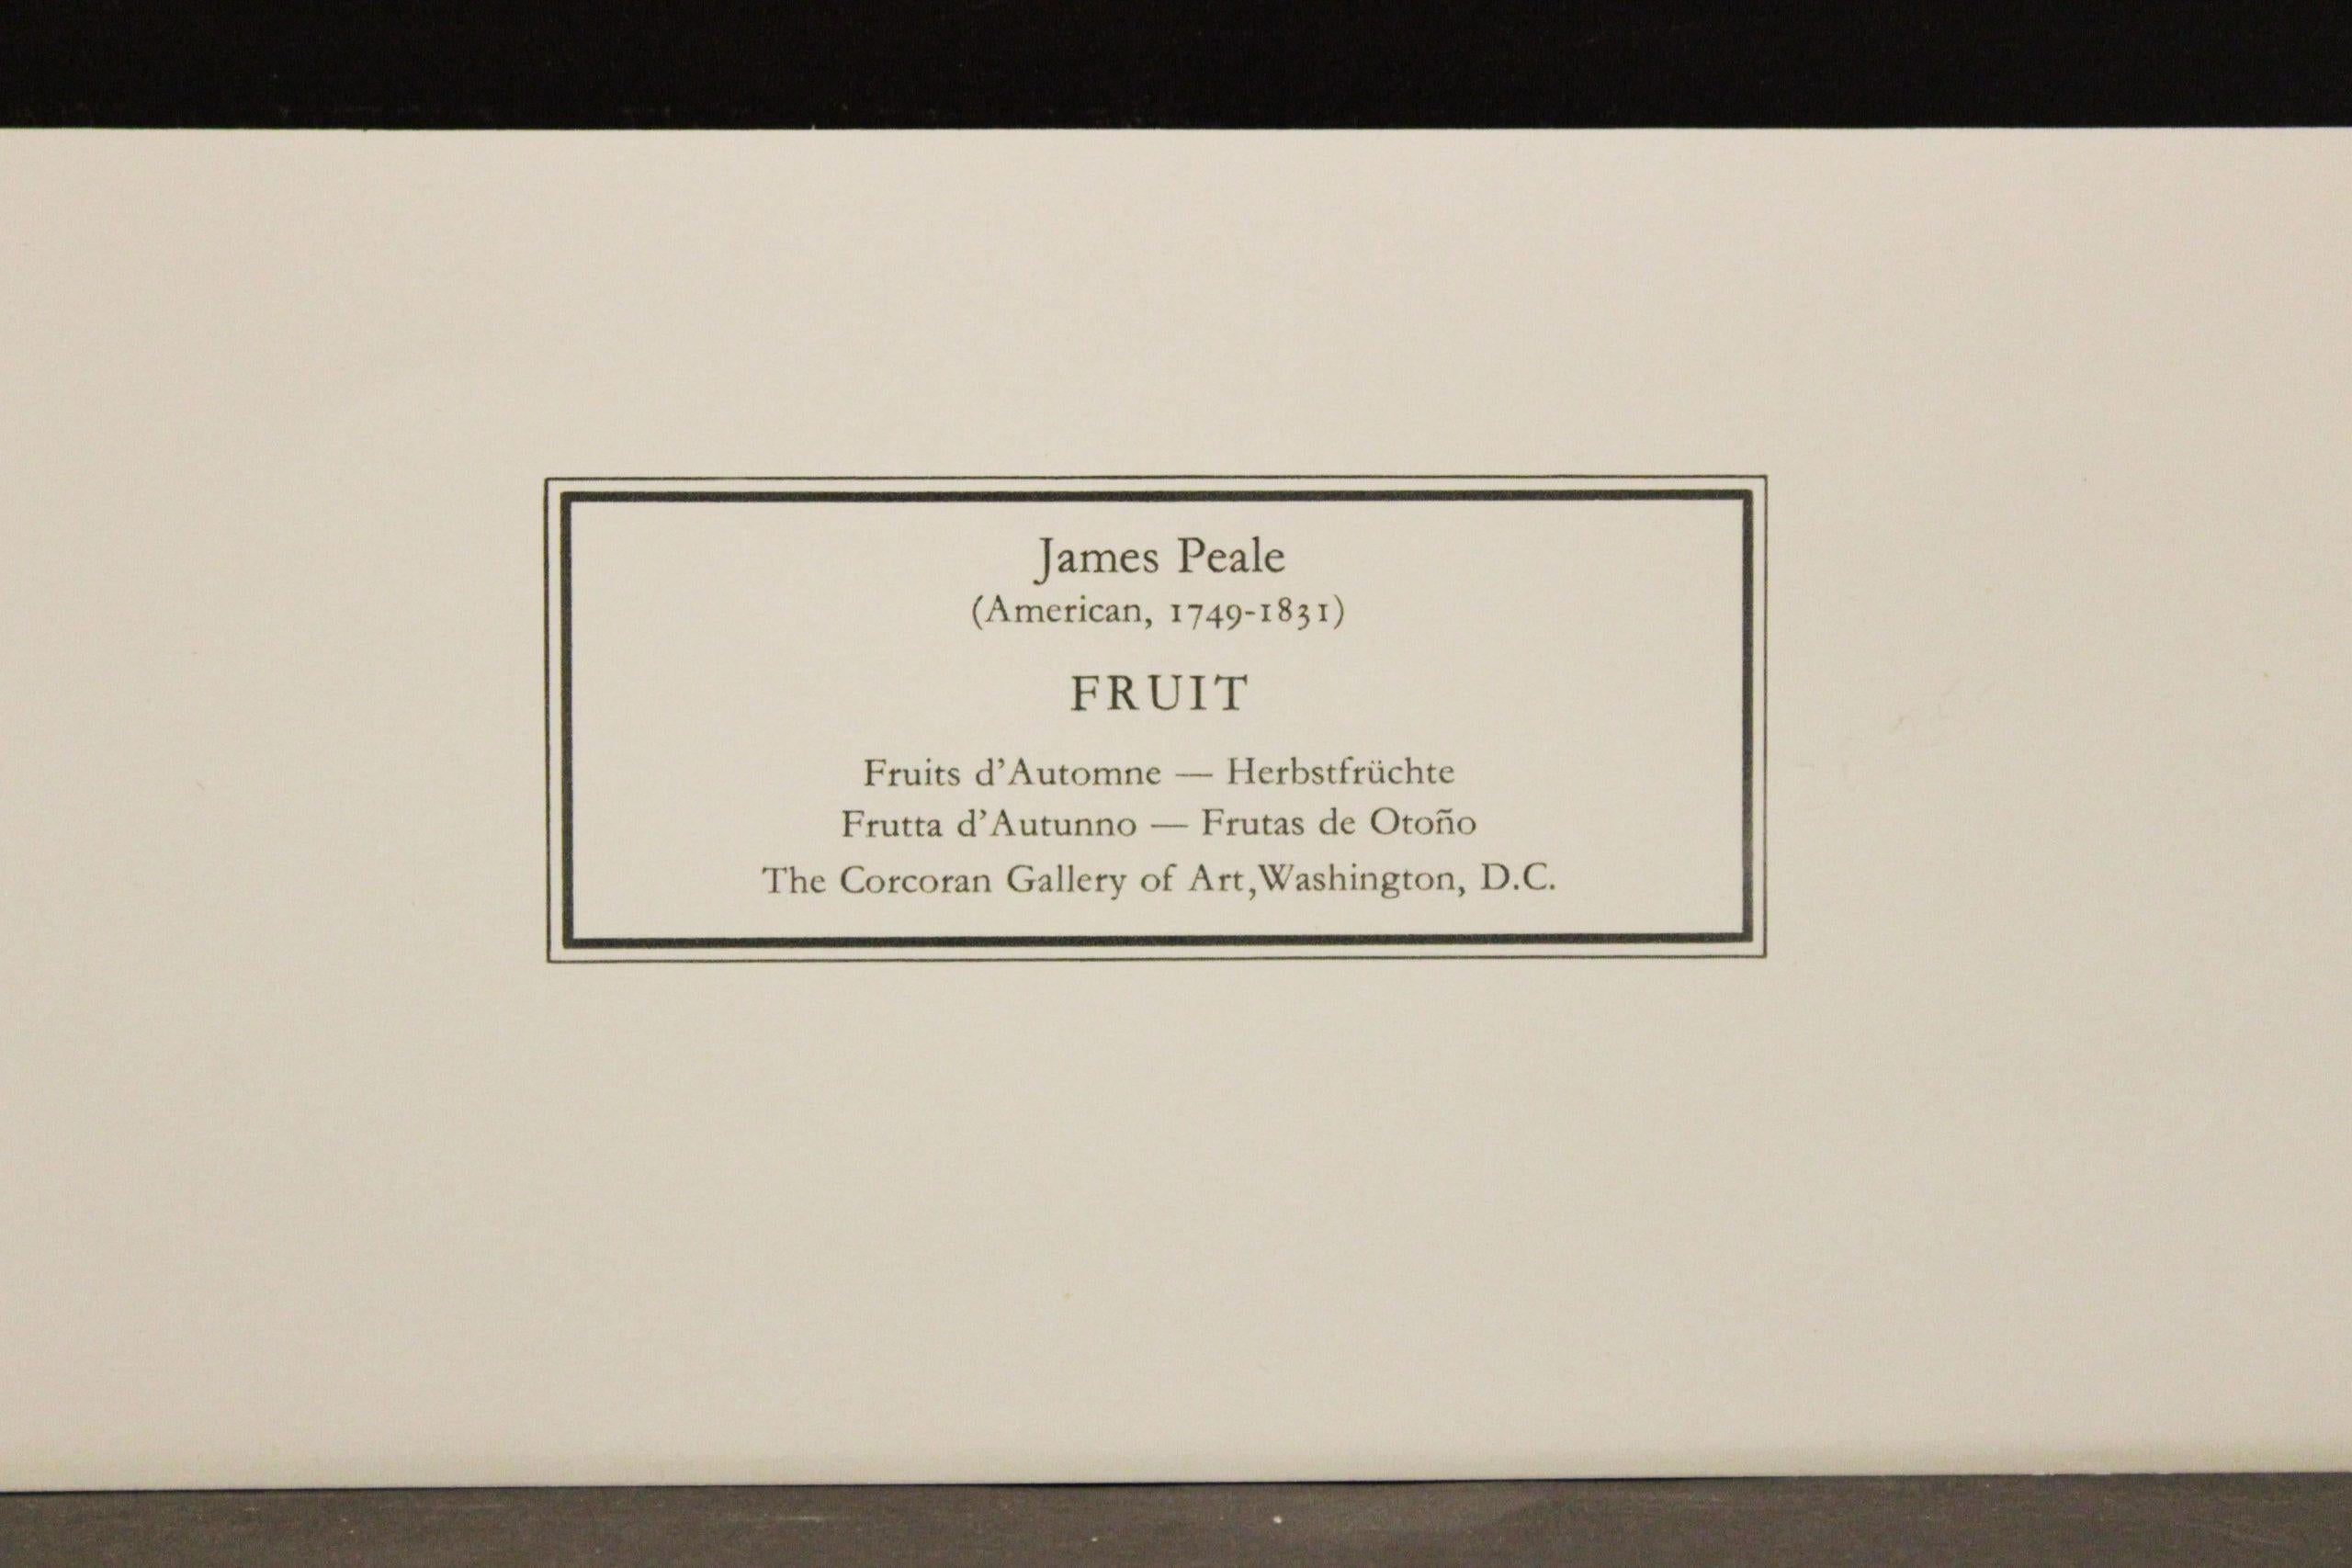 James Peale
(American, 1749-1831)
FRUIT
Fruits d'Automne — Herbstfrüchte
Frutta d'Autunno — Frutas de Otoño
The Corcoran Gallery of Art,Washington, D.C.